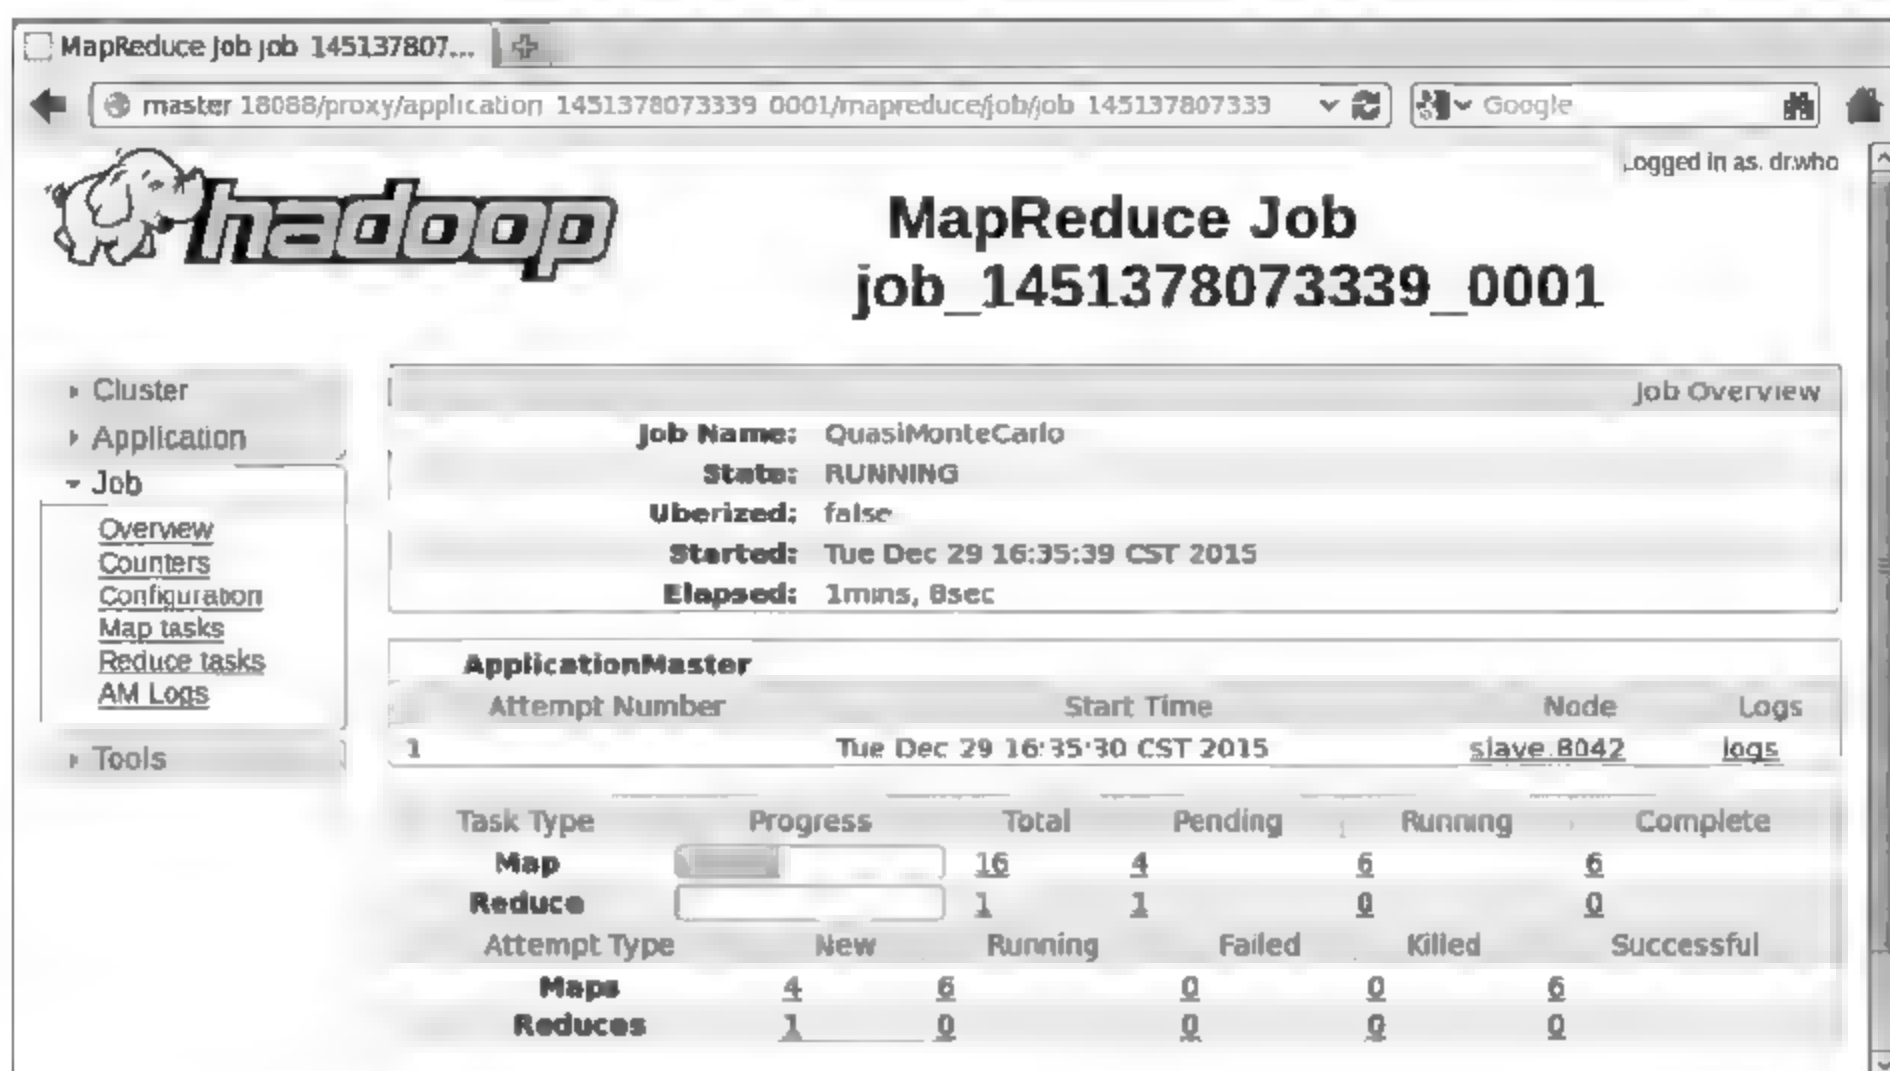 MapReduce Job job 145137807...
master 18088/proxy/application 1451378073339 0001/mapreduce/job/job 145137807333
Google
Logged in as. dr.who
hadoop
MapReduce Job
job_1451378073339_0001
Cluster
Application
Job
Overview
Counters
Configuration
Map tasks
Reduce tasks
AM Logs
Tools
Job Overview
Job Name: QuasiMonteCarlo
State: RUNNING
Uberized: false
Started: Tue Dec 29 16:35:39 CST 2015
Elapsed: 1mins, 8sec
ApplicationMaster
Attempt Number Start Time Node Logs
1 Tue Dec 29 16:35:30 CST 2015 slave:8042 logs
Task Type Progress Total Pending Running Complete
Map 16 4 6 6
Reduce 1 1 0 0
Attempt Type New Running Failed Killed Successful
Maps 4 6 0 0 6
Reduces 1 0 0 0 0